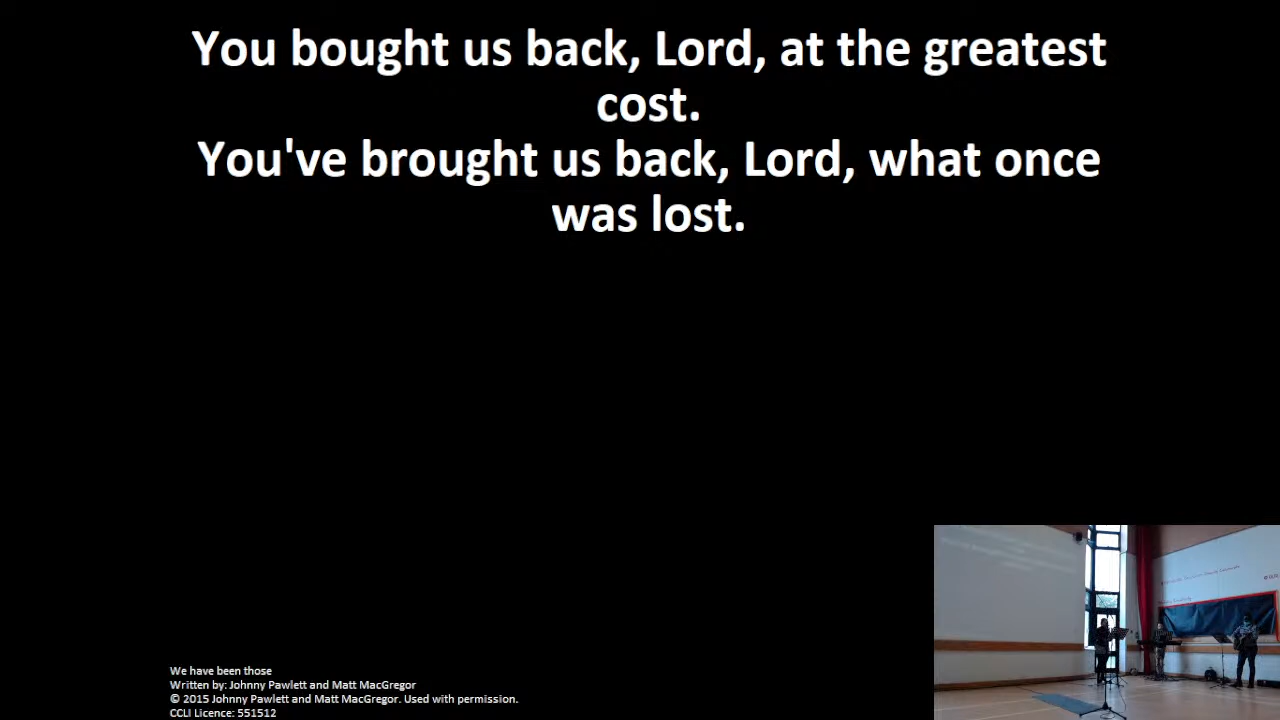 You bought us back, Lord, at the greatest
cost.
You've brought us back, Lord, what once
was lost.
We have been those
Written by: Johnny Pawlett and Matt MacGregor
© 2015 Johnny Pawlett and Matt MacGregor. Used with permission.
CCLI Licence: 551512